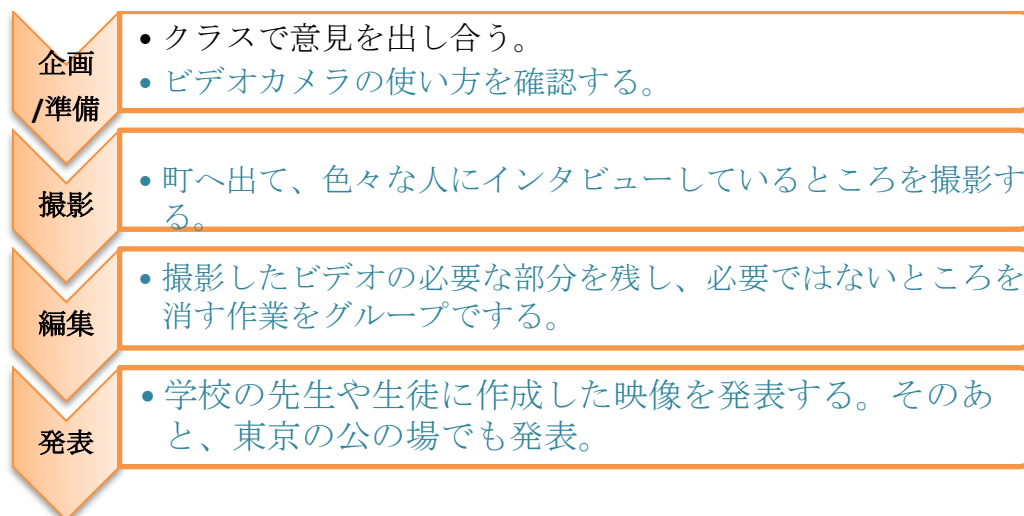 企画
/準備
• クラスで意見を出し合う。
• ビデオカメラの使い方を確認する。
撮影
• 町へ出て、色々な人にインタビューしているところを撮影す
る。
編集
• 撮影したビデオの必要な部分を残し、必要ではないところを
消す作業をグループでする。
発表
• 学校の先生や生徒に作成した映像を発表する。そのあ
と、東京の公の場でも発表。